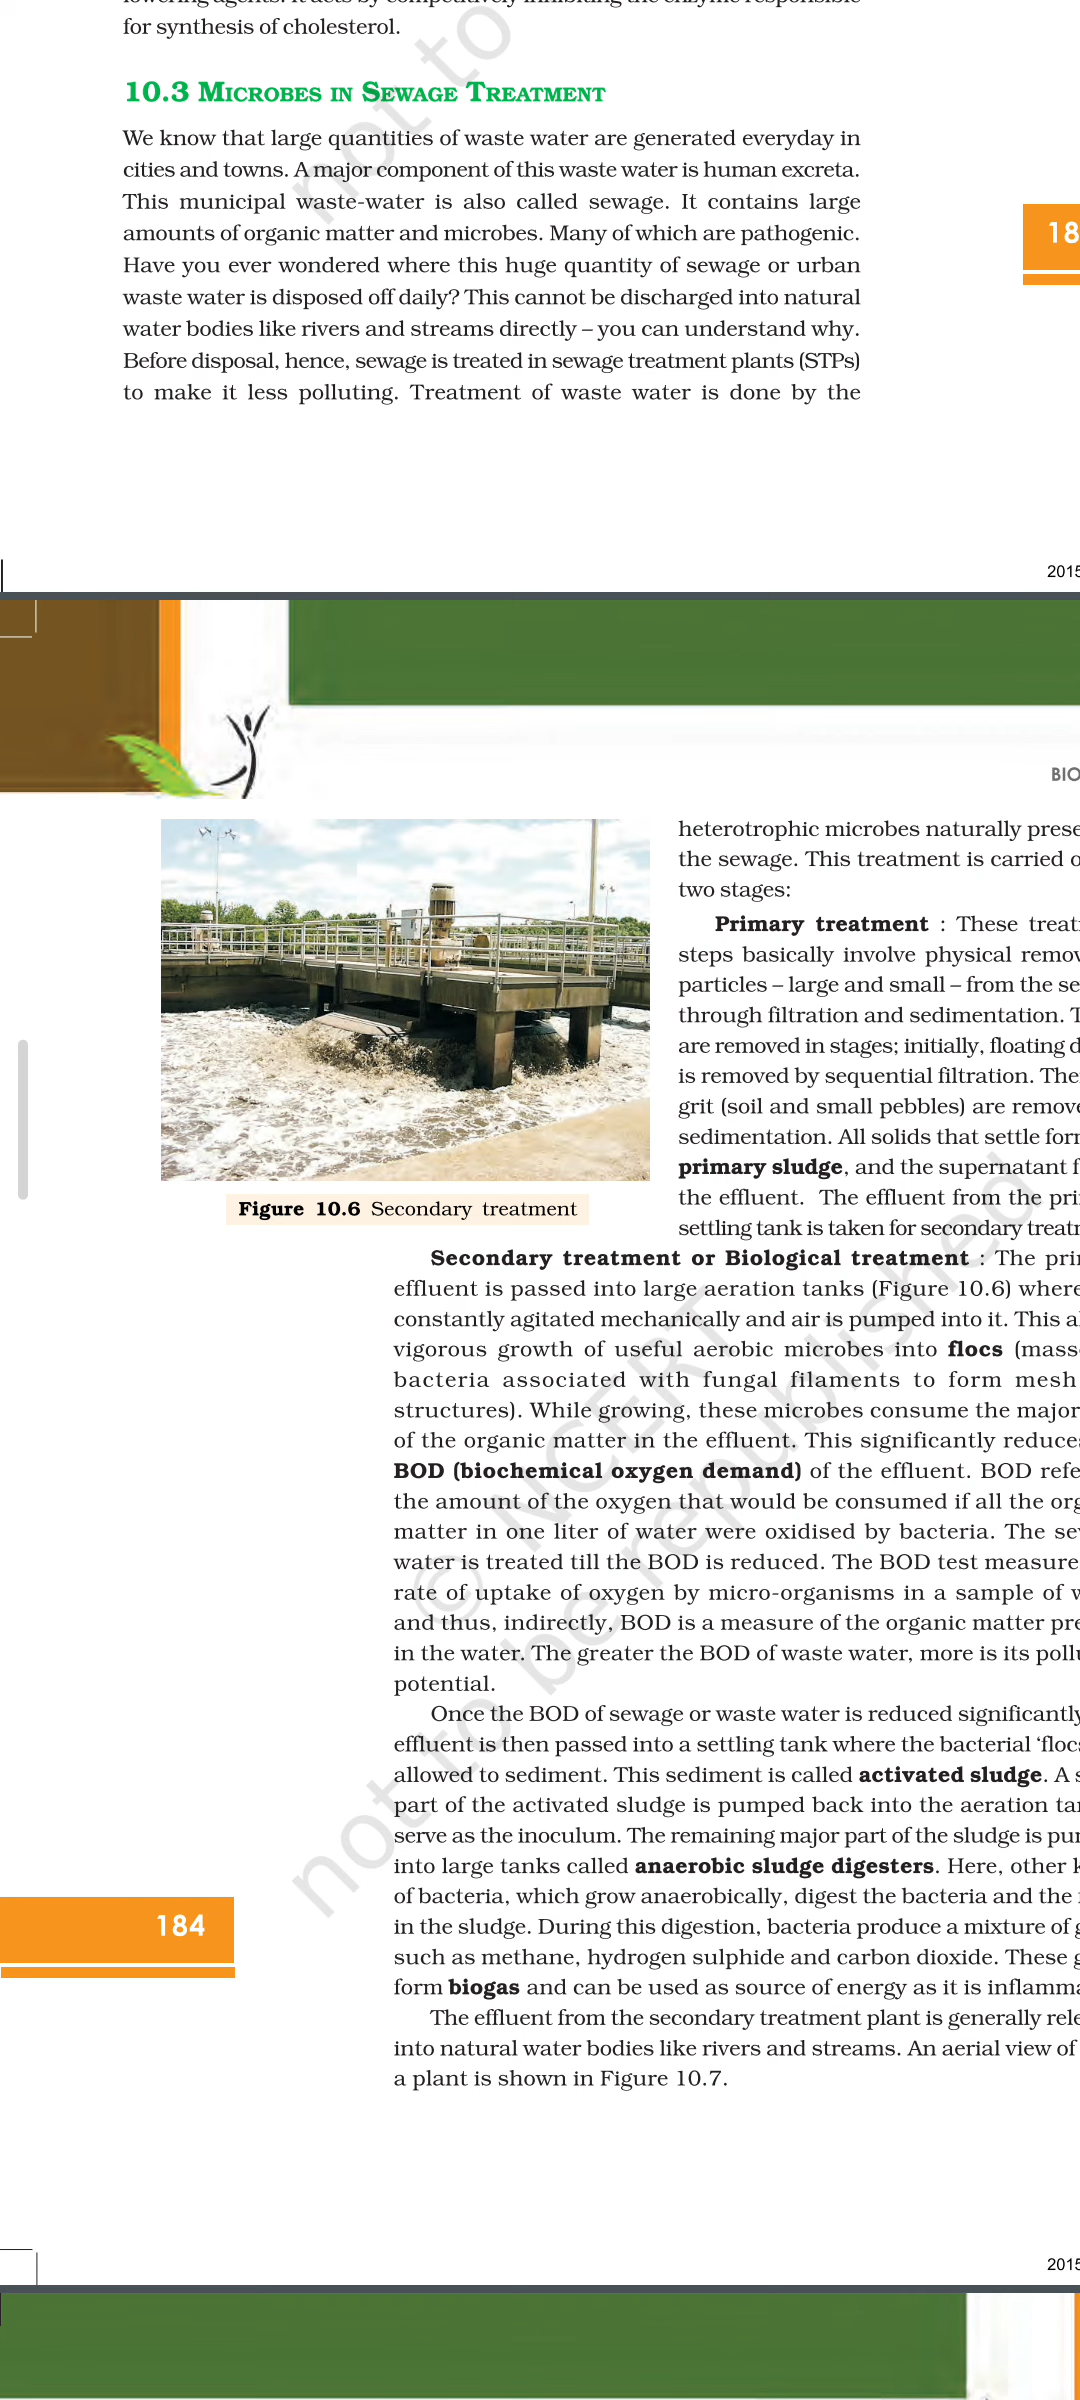 for synthesis of cholesterol.
10.3 MICROBES IN SEWAGE TREATMENT
We know that large quantities of waste water are generated everyday in
cities and towns. A major component of this waste water is human excreta.
This municipal waste-water is also called sewage. It contains large
amounts of organic matter and microbes. Many of which are pathogenic.
Have you ever wondered where this huge quantity of sewage or urban
waste water is disposed off daily? This cannot be discharged into natural
water bodies like rivers and streams directly – you can understand why.
Before disposal, hence, sewage is treated in sewage treatment plants (STPs)
to make it less polluting. Treatment of waste water is done by the
not to
18
2015
BIO
heterotrophic microbes naturally prese
the sewage. This treatment is carried o
two stages:
Primary treatment : These treat
steps basically involve physical remov
particles – large and small – from the se
through filtration and sedimentation. T
are removed in stages; initially, floating d
is removed by sequential filtration. The
grit (soil and small pebbles) are remove
sedimentation. All solids that settle form
primary sludge, and the supernatant f
the effluent. The effluent from the pri
settling tank is taken for secondary treatm
Figure 10.6 Secondary treatment
Secondary treatment or Biological treatment : The prim
effluent is passed into large aeration tanks (Figure 10.6) where
constantly agitated mechanically and air is pumped into it. This al
vigorous growth of useful aerobic microbes into flocs (masse
bacteria associated with fungal filaments to form mesh
structures). While growing, these microbes consume the major
of the organic matter in the effluent. This significantly reduces
BOD (biochemical oxygen demand) of the effluent. BOD refe
the amount of the oxygen that would be consumed if all the org
matter in one liter of water were oxidised by bacteria. The sew
water is treated till the BOD is reduced. The BOD test measure
rate of uptake of oxygen by micro-organisms in a sample of w
and thus, indirectly, BOD is a measure of the organic matter pre
in the water. The greater the BOD of waste water, more is its pollu
potential.
Once the BOD of sewage or waste water is reduced significantly
effluent is then passed into a settling tank where the bacterial ‘flocs
allowed to sediment. This sediment is called activated sludge. A s
part of the activated sludge is pumped back into the aeration tan
serve as the inoculum. The remaining major part of the sludge is pum
into large tanks called anaerobic sludge digesters. Here, other k
of bacteria, which grow anaerobically, digest the bacteria and the
in the sludge. During this digestion, bacteria produce a mixture of g
such as methane, hydrogen sulphide and carbon dioxide. These g
form biogas and can be used as source of energy as it is inflamma
The effluent from the secondary treatment plant is generally rele
into natural water bodies like rivers and streams. An aerial view of
a plant is shown in Figure 10.7.
© NCERT
not to be republished
184
2015